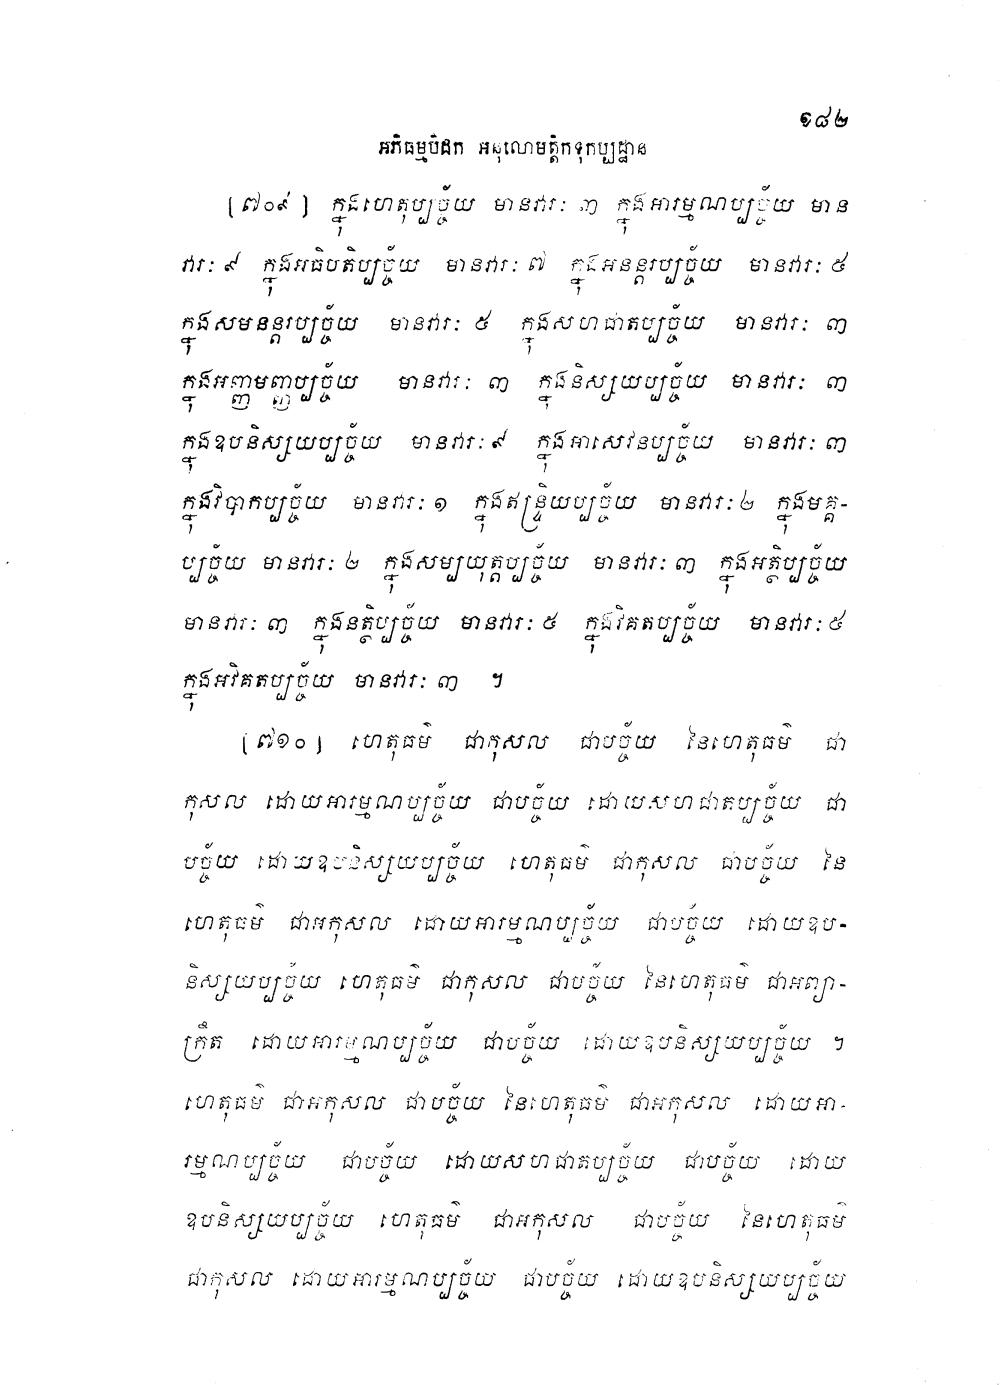 ១៨២
អភិធម្មបិដក អនុលោមត្តិកទុកប្បដ្ឋាន
[៧០៩] ក្នុងហេតុប្បច្ច័យ មានវារៈ ៣ ក្នុងអារម្មណប្បច្ច័យ មាន
វារៈ ៩ ក្នុងអធិបតិប្បច្ច័យ មានវារៈ ៧ ក្នុងអនន្តរប្បច្ច័យ មានវារៈ ៥
ក្នុងសមនន្តរប្បច្ច័យ មានវារៈ ៥ ក្នុងសហជាតប្បច្ច័យ មានវារៈ ៣
ក្នុងអញ្ញមញ្ញប្បច្ច័យ មានវារៈ ៣ ក្នុងនិស្សយប្បច្ច័យ មានវារៈ ៣
ក្នុងឧបនិស្សយប្បច្ច័យ មានវារៈ ៩ ក្នុងអាសេវនប្បច្ច័យ មានវារៈ ៣
ក្នុងវិបាកប្បច្ច័យ មានវារៈ ១ ក្នុងឥន្ទ្រិយប្បច្ច័យ មានវារៈ ២ ក្នុងមគ្គ-
ប្បច្ច័យ មានវារៈ ២ ក្នុងសម្បយុត្តប្បច្ច័យ មានវារៈ ៣ ក្នុងអត្ថិប្បច្ច័យ
មានវារៈ ៣ ក្នុងនត្ថិប្បច្ច័យ មានវារៈ ៥ ក្នុងវិគតប្បច្ច័យ មានវារៈ ៥
ក្នុងអវិគតប្បច្ច័យ មានវារៈ ៣ ។
[៧១០] ហេតុធម៌ ជាកុសល ជាបច្ច័យ នៃហេតុធម៌ ជា
កុសល ដោយអារម្មណប្បច្ច័យ ជាបច្ច័យ ដោយសហជាតប្បច្ច័យ ជា
បច្ច័យ ដោយឧបនិស្សយប្បច្ច័យ ហេតុធម៌ ជាកុសល ជាបច្ច័យ នៃ
ហេតុធម៌ ជាអកុសល ដោយអារម្មណប្បច្ច័យ ជាបច្ច័យ ដោយឧប-
និស្សយប្បច្ច័យ ហេតុធម៌ ជាកុសល ជាបច្ច័យ នៃហេតុធម៌ ជាអព្យា-
ក្រឹត ដោយអារម្មណប្បច្ច័យ ជាបច្ច័យ ដោយឧបនិស្សយប្បច្ច័យ ។
ហេតុធម៌ ជាអកុសល ជាបច្ច័យ នៃហេតុធម៌ ជាអកុសល ដោយអា-
រម្មណប្បច្ច័យ ជាបច្ច័យ ដោយសហជាតប្បច្ច័យ ជាបច្ច័យ ដោយ
ឧបនិស្សយប្បច្ច័យ ហេតុធម៌ ជាអកុសល ជាបច្ច័យ នៃហេតុធម៌
ជាកុសល ដោយអារម្មណប្បច្ច័យ ជាបច្ច័យ ដោយឧបនិស្សយប្បច្ច័យ